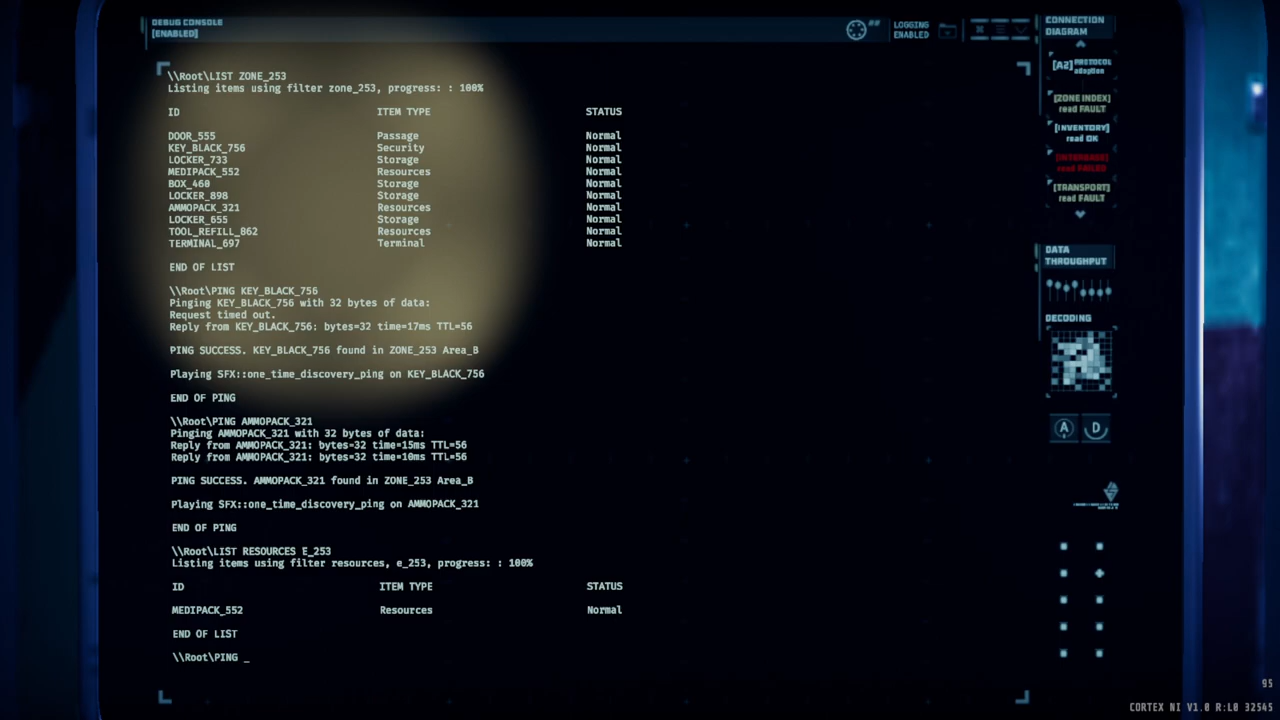 DEBUG CONSOLE
[ENABLED]
LOGGING
ENABLED
\\Root\LIST ZONE_253
Listing items using filter zone_253, progress: : 100%
ID ITEM TYPE STATUS
DOOR_555 Passage Normal
KEY_BLACK_756 Security Normal
LOCKER_733 Storage Normal
MEDIPACK_552 Resources Normal
BOX_460 Storage Normal
LOCKER_898 Storage Normal
AMMOPACK_321 Resources Normal
LOCKER_655 Storage Normal
TOOL_REFILL_862 Resources Normal
TERMINAL_697 Terminal Normal
END OF LIST
\\Root\PING KEY_BLACK_756
Pinging KEY_BLACK_756 with 32 bytes of data:
Request timed out.
Reply from KEY_BLACK_756: bytes=32 time=17ms TTL=56
PING SUCCESS. KEY_BLACK_756 found in ZONE_253 Area_B
Playing SFX::one_time_discovery_ping on KEY_BLACK_756
END OF PING
\\Root\PING AMMOPACK_321
Pinging AMMOPACK_321 with 32 bytes of data:
Reply from AMMOPACK_321: bytes=32 time=15ms TTL=56
Reply from AMMOPACK_321: bytes=32 time=10ms TTL=56
PING SUCCESS. AMMOPACK_321 found in ZONE_253 Area_B
Playing SFX::one_time_discovery_ping on AMMOPACK_321
END OF PING
\\Root\LIST RESOURCES E_253
Listing items using filter resources, e_253, progress: : 100%
ID ITEM TYPE STATUS
MEDIPACK_552 Resources Normal
END OF LIST
\\Root\PING _
CONNECTION
DIAGRAM
[A2] PROTOCOL
adaption
[ZONE INDEX]
read FAULT
[INVENTORY]
read OK
read FAILED
[TRANSPORT]
read FAULT
DATA
THROUGHPUT
DECODING
A D
95
CORTEX NI V1.0 R:L0 32545